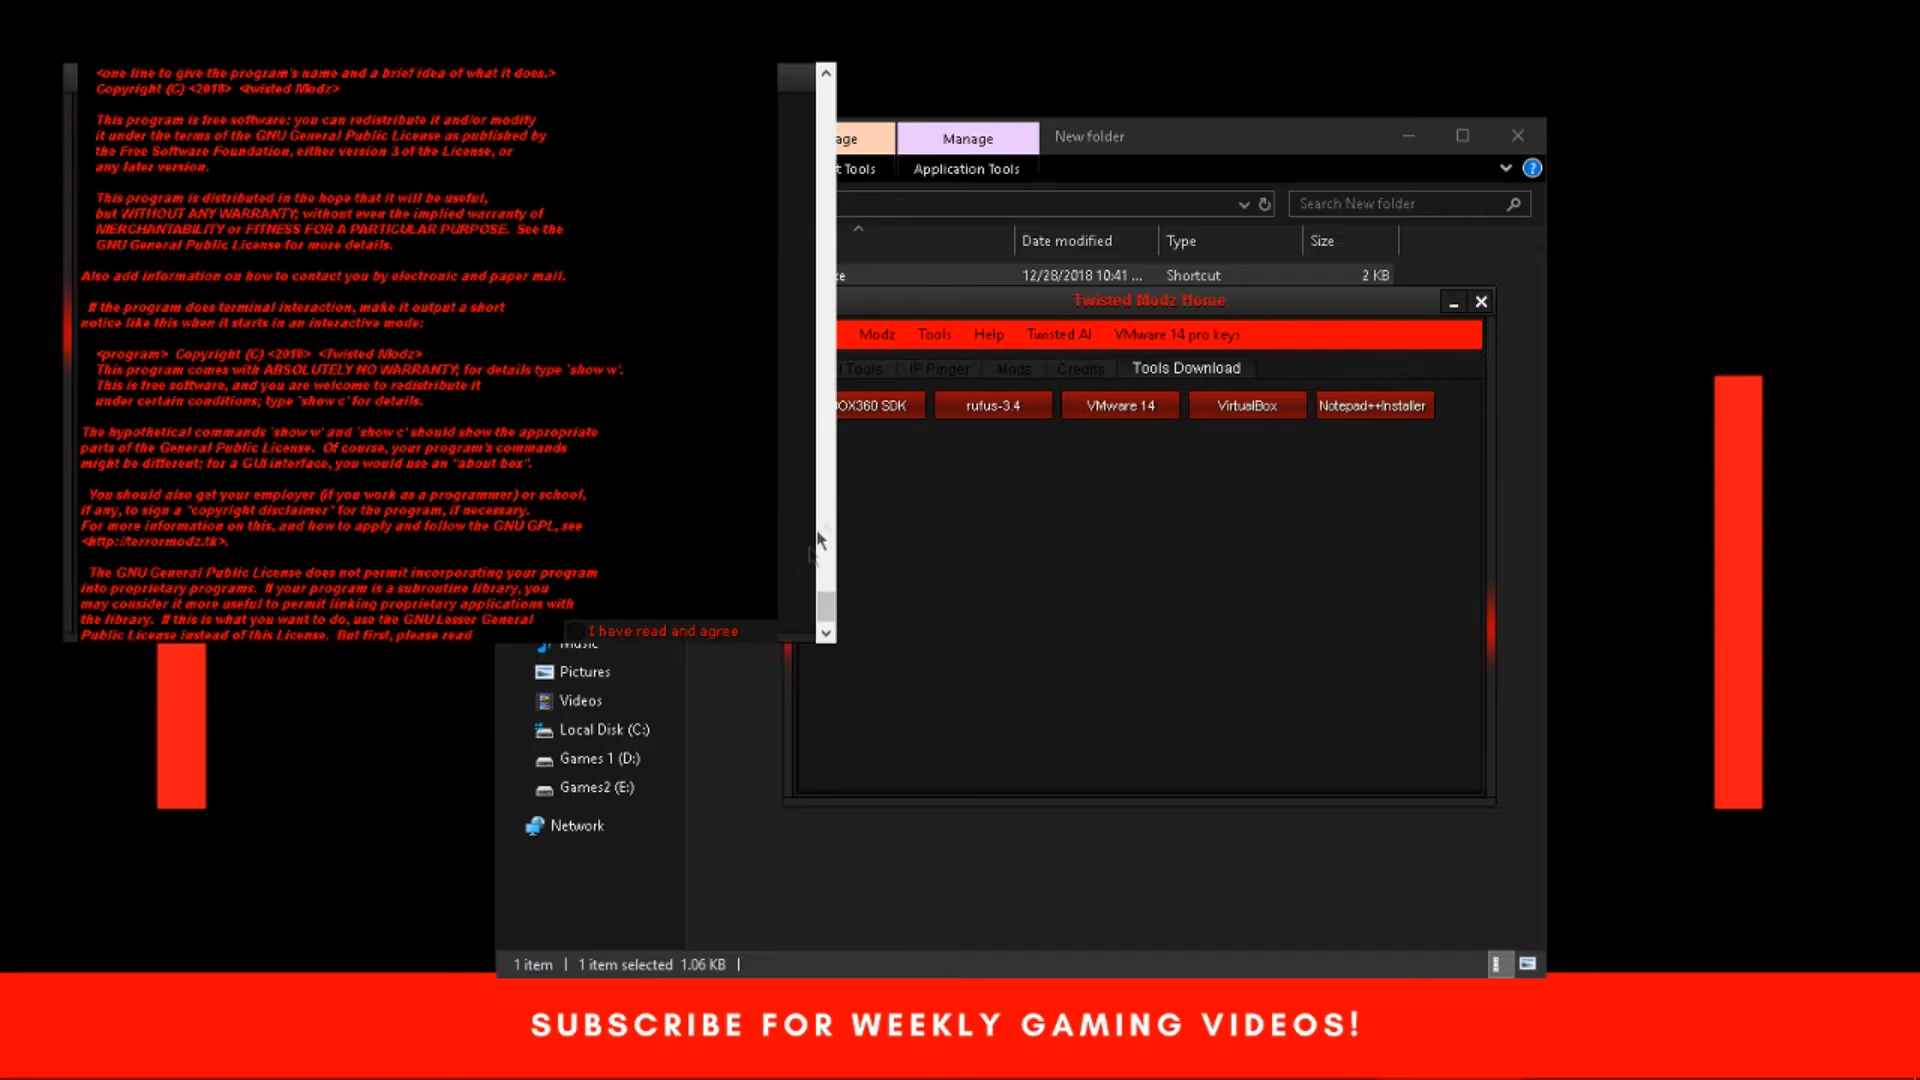 <one line to give the program's name and a brief idea of what it does.>
Copyright (C) <2018> <twisted Modz>
This program is free software: you can redistribute it and/or modify
it under the terms of the GNU General Public License as published by
the Free Software Foundation, either version 3 of the License, or
any later version.
This program is distributed in the hope that it will be useful,
but WITHOUT ANY WARRANTY; without even the implied warranty of
MERCHANTABILITY or FITNESS FOR A PARTICULAR PURPOSE. See the
GNU General Public License for more details.
Also add information on how to contact you by electronic and paper mail.
If the program does terminal interaction, make it output a short
notice like this when it starts in an interactive mode:
<program> Copyright (C) <2018> <Twisted Modz>
This program comes with ABSOLUTELY NO WARRANTY; for details type `show w'.
This is free software, and you are welcome to redistribute it
under certain conditions; type `show c' for details.
The hypothetical commands `show w' and `show c' should show the appropriate
parts of the General Public License. Of course, your program's commands
might be different; for a GUI interface, you would use an "about box".
You should also get your employer (if you work as a programmer) or school,
if any, to sign a "copyright disclaimer" for the program, if necessary.
For more information on this, and how to apply and follow the GNU GPL, see
<http://terrormodz.tk>.
The GNU General Public License does not permit incorporating your program
into proprietary programs. If your program is a subroutine library, you
may consider it more useful to permit linking proprietary applications with
the library. If this is what you want to do, use the GNU Lesser General
Public License instead of this License. But first, please read
I have read and agree
age Manage New folder
t Tools Application Tools
Search New folder
Date modified Type Size
ke 12/28/2018 10:41 ... Shortcut 2 KB
Twisted Modz Home
Modz Tools Help Twisted AI VMware 14 pro keys
Tools IP Pinger Modz Credits Tools Download
OX360 SDK rufus-3.4 VMware 14 VirtualBox Notepad++Installer
Music
Pictures
Videos
Local Disk (C:)
Games 1 (D:)
Games2 (E:)
Network
1 item | 1 item selected 1.06 KB |
SUBSCRIBE FOR WEEKLY GAMING VIDEOS!